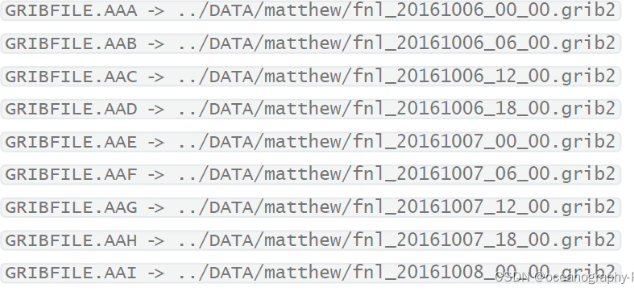 GRIBFILE.AAA -> ../DATA/matthew/fnl_20161006_00_00.grib2
GRIBFILE.AAB -> ../DATA/matthew/fnl_20161006_06_00.grib2
GRIBFILE.AAC -> ../DATA/matthew/fnl_20161006_12_00.grib2
GRIBFILE.AAD -> ../DATA/matthew/fnl_20161006_18_00.grib2
GRIBFILE.AAE -> ../DATA/matthew/fnl_20161007_00_00.grib2
GRIBFILE.AAF -> ../DATA/matthew/fnl_20161007_06_00.grib2
GRIBFILE.AAG -> ../DATA/matthew/fnl_20161007_12_00.grib2
GRIBFILE.AAH -> ../DATA/matthew/fnl_20161007_18_00.grib2
GRIBFILE.AAI -> ../DATA/matthew/fnl_20161008_00_00.grib2
CSDN @oceanography-